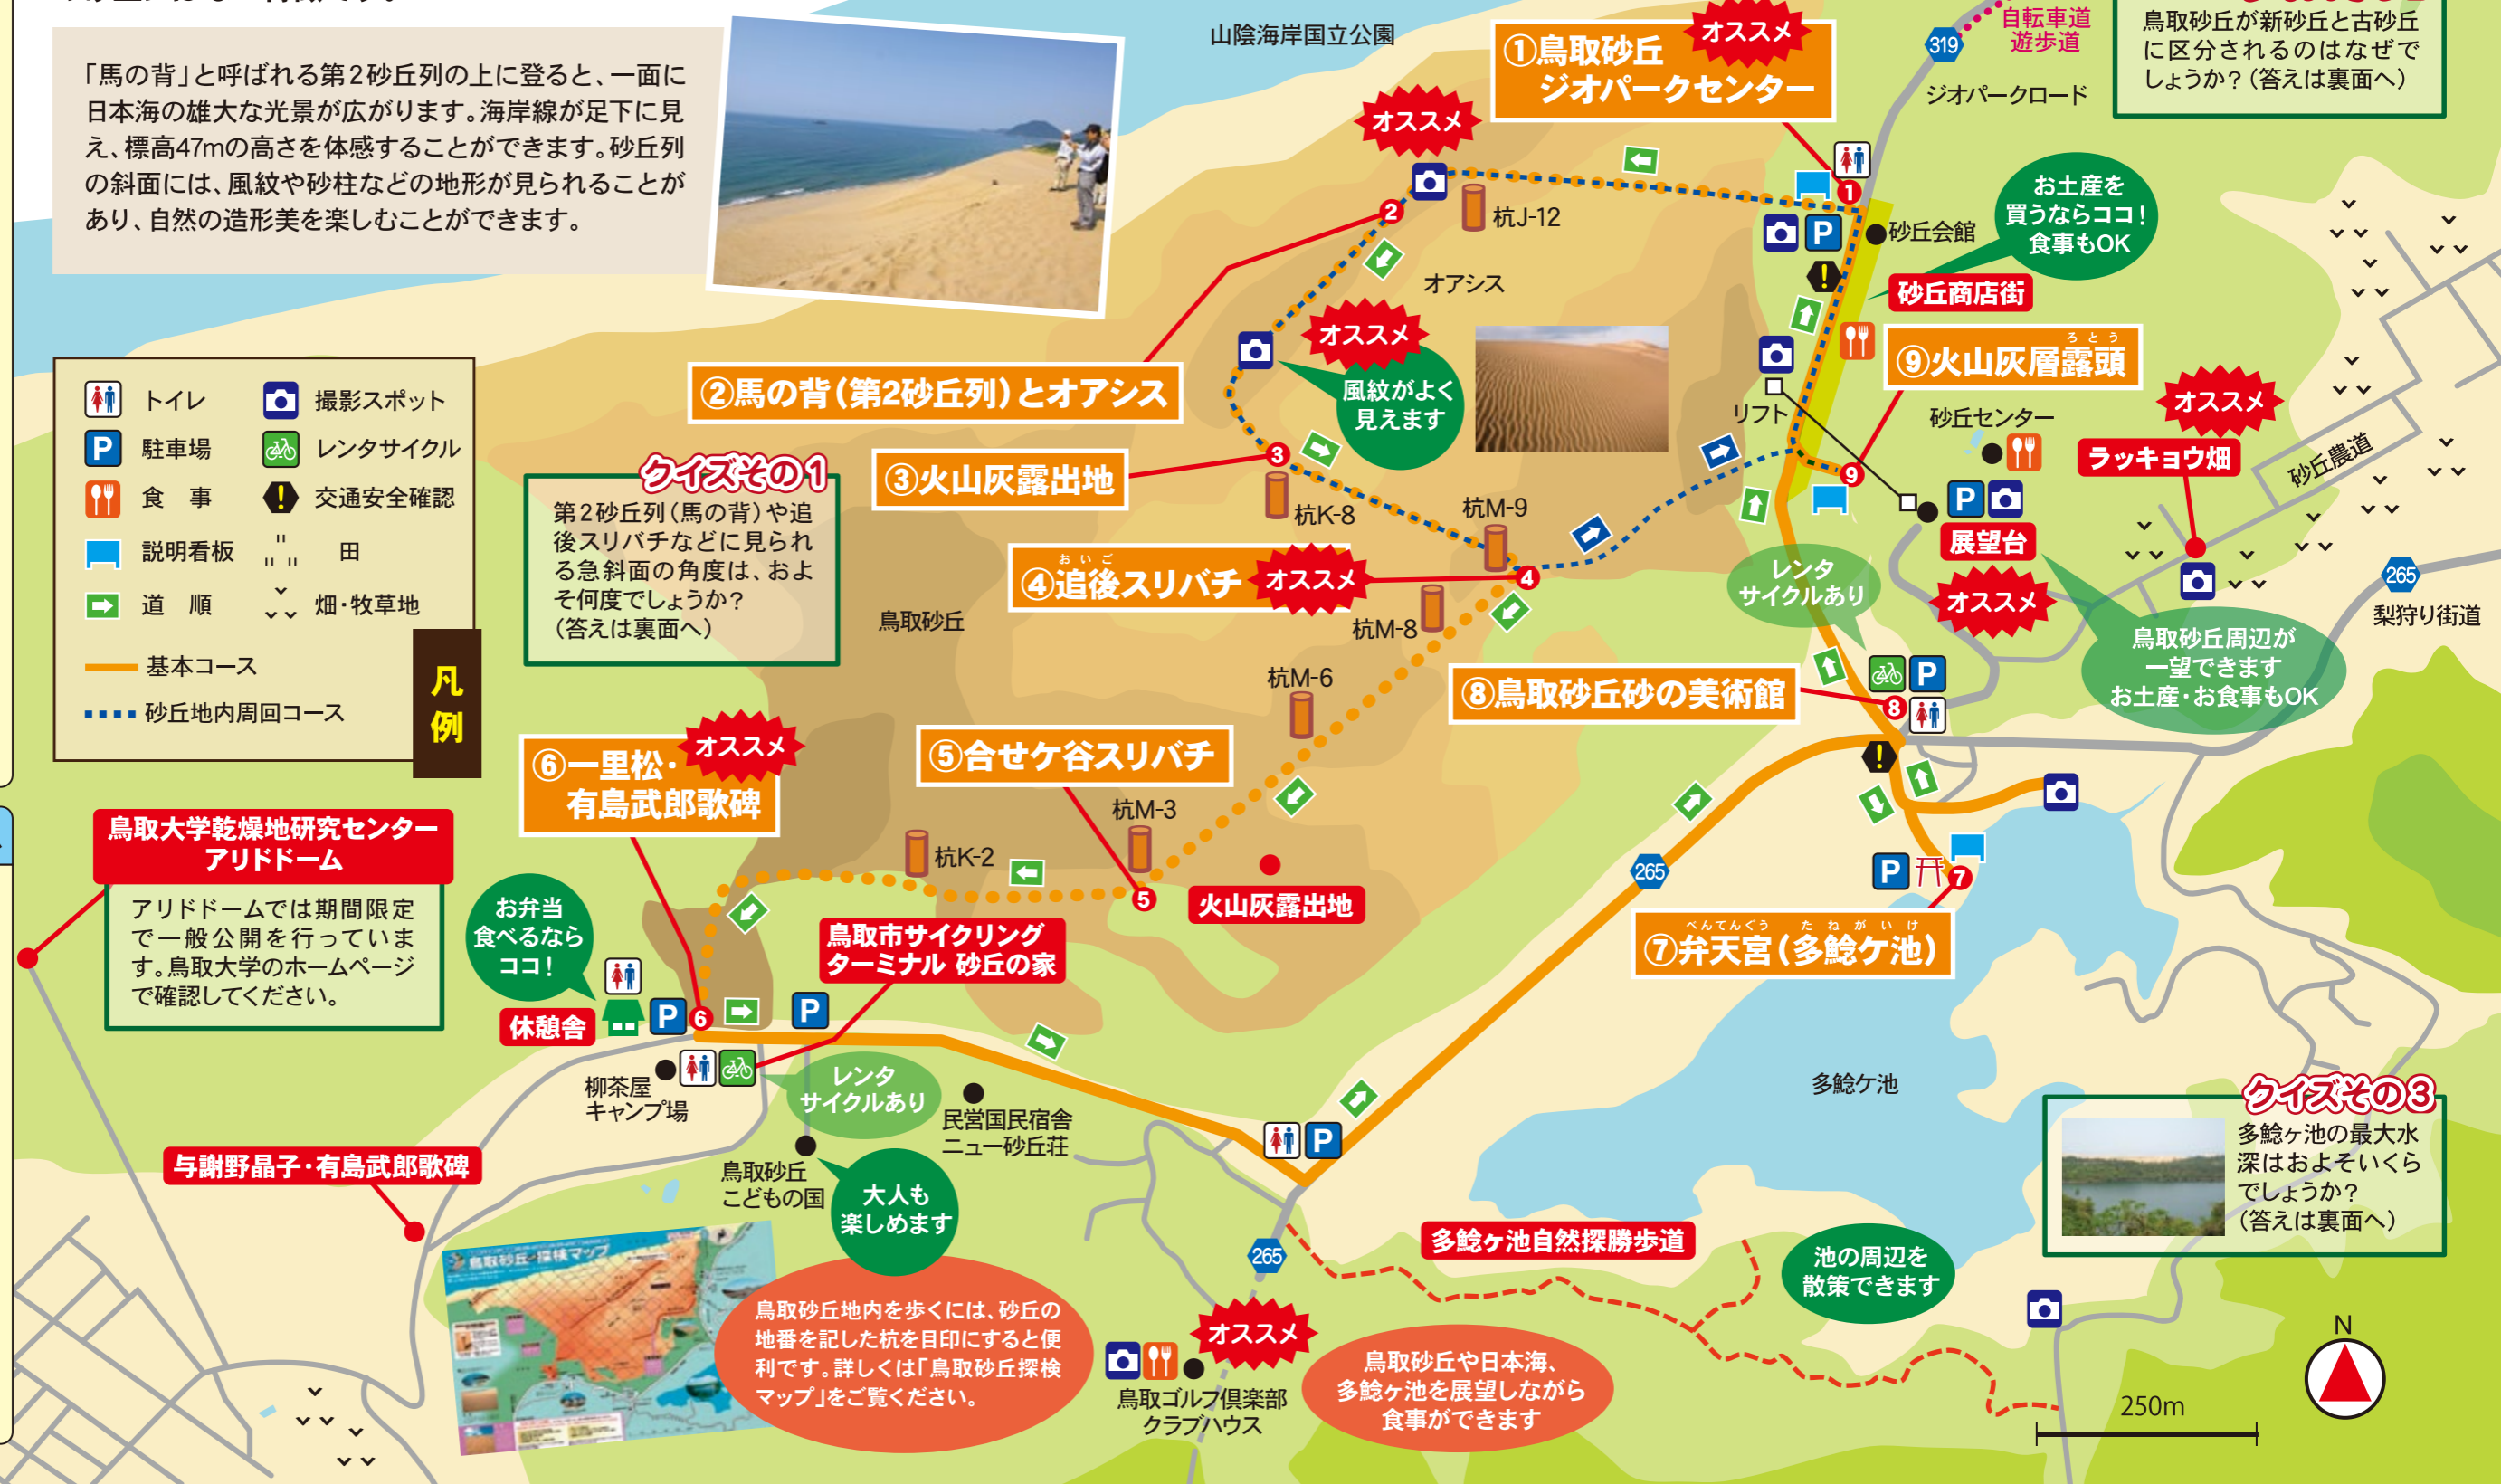 「馬の背」と呼ばれる第2砂丘列の上に登ると、一面に
日本海の雄大な光景が広がります。海岸線が足下に見
え、標高47mの高さを体感することができます。砂丘列
の斜面には、風紋や砂柱などの地形が見られることが
あり、自然の造形美を楽しむことができます。
山陰海岸国立公園
①鳥取砂丘
ジオパークセンター
オススメ
自転車道
遊歩道
319
ジオパークロード
鳥取砂丘が新砂丘と古砂丘
に区分されるのはなぜで
しょうか?(答えは裏面へ)
オススメ
1
2
杭J-12
P
砂丘会館
お土産を
買うならココ!
食事もOK
オアシス
砂丘商店街
オススメ
風紋がよく
見えます
②馬の背(第2砂丘列)とオアシス
⑨火山灰層露頭
ろとう
リフト
砂丘センター
オススメ
ラッキョウ畑
砂丘農道
9
P
展望台
オススメ
265
梨狩り街道
鳥取砂丘周辺が
一望できます
お土産・お食事もOK
トイレ
撮影スポット
P
駐車場
レンタサイクル
食 事
交通安全確認
説明看板
田
道 順
畑・牧草地
基本コース
砂丘地内周回コース
凡例
クイズその1
第2砂丘列(馬の背)や追
後スリバチなどに見られ
る急斜面の角度は、およ
そ何度でしょうか?
(答えは裏面へ)
③火山灰露出地
3
杭K-8
杭M-9
おいご
④追後スリバチ
オススメ
4
杭M-8
鳥取砂丘
杭M-6
レンタ
サイクルあり
⑧鳥取砂丘砂の美術館
P
8
⑥一里松・
有島武郎歌碑
オススメ
⑤合せケ谷スリバチ
杭M-3
杭K-2
5
火山灰露出地
265
P
7
べんてんぐう たねがいけ
⑦弁天宮(多鯰ケ池)
鳥取大学乾燥地研究センター
アリドドーム
アリドドームでは期間限定
で一般公開を行っていま
す。鳥取大学のホームページ
で確認してください。
お弁当
食べるなら
ココ!
休憩舎
P
6
P
鳥取市サイクリング
ターミナル 砂丘の家
柳茶屋
キャンプ場
レンタ
サイクルあり
民営国民宿舎
ニュー砂丘荘
P
多鯰ケ池
クイズその3
多鯰ヶ池の最大水
深はおよそいくら
でしょうか?
(答えは裏面へ)
与謝野晶子・有島武郎歌碑
鳥取砂丘
こどもの国
大人も
楽しめます
鳥取砂丘 探検マップ
鳥取砂丘地内を歩くには、砂丘の
地番を記した杭を目印にすると便
利です。詳しくは「鳥取砂丘探検
マップ」をご覧ください。
265
多鯰ヶ池自然探勝歩道
池の周辺を
散策できます
オススメ
鳥取ゴルフ倶楽部
クラブハウス
鳥取砂丘や日本海、
多鯰ヶ池を展望しながら
食事ができます
N
250m